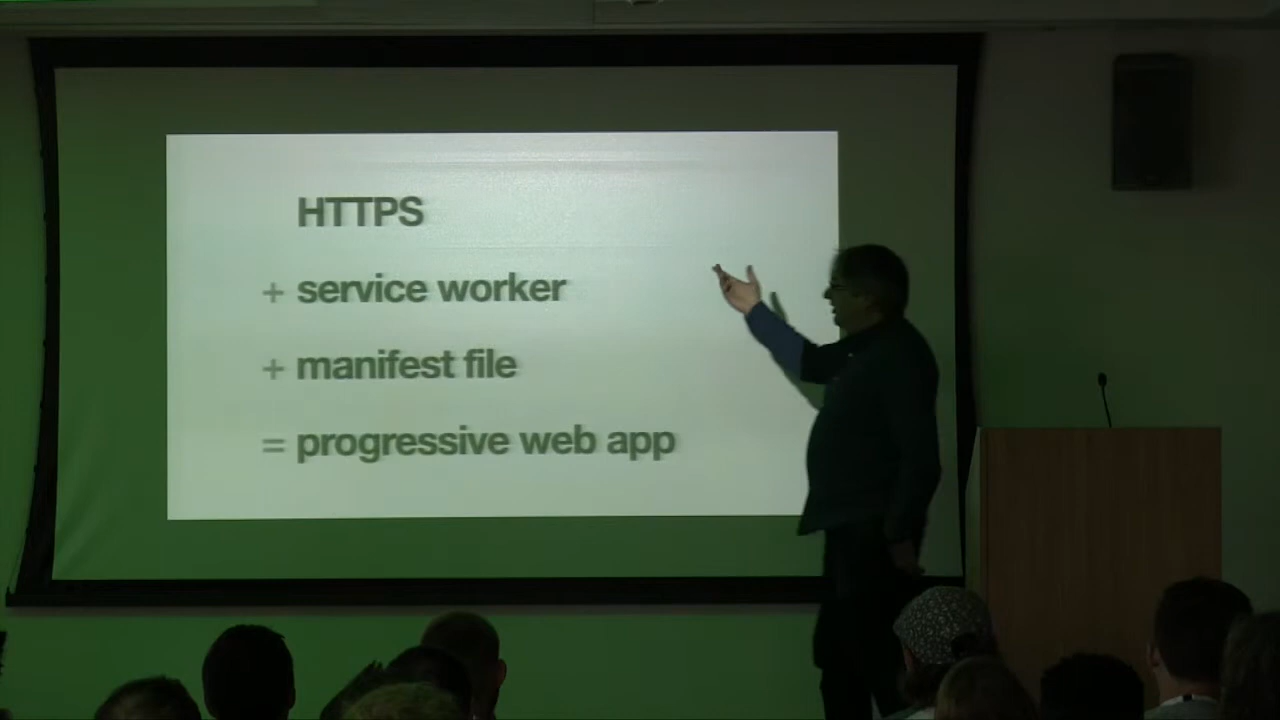 HTTPS
+ service worker
+ manifest file
= progressive web app